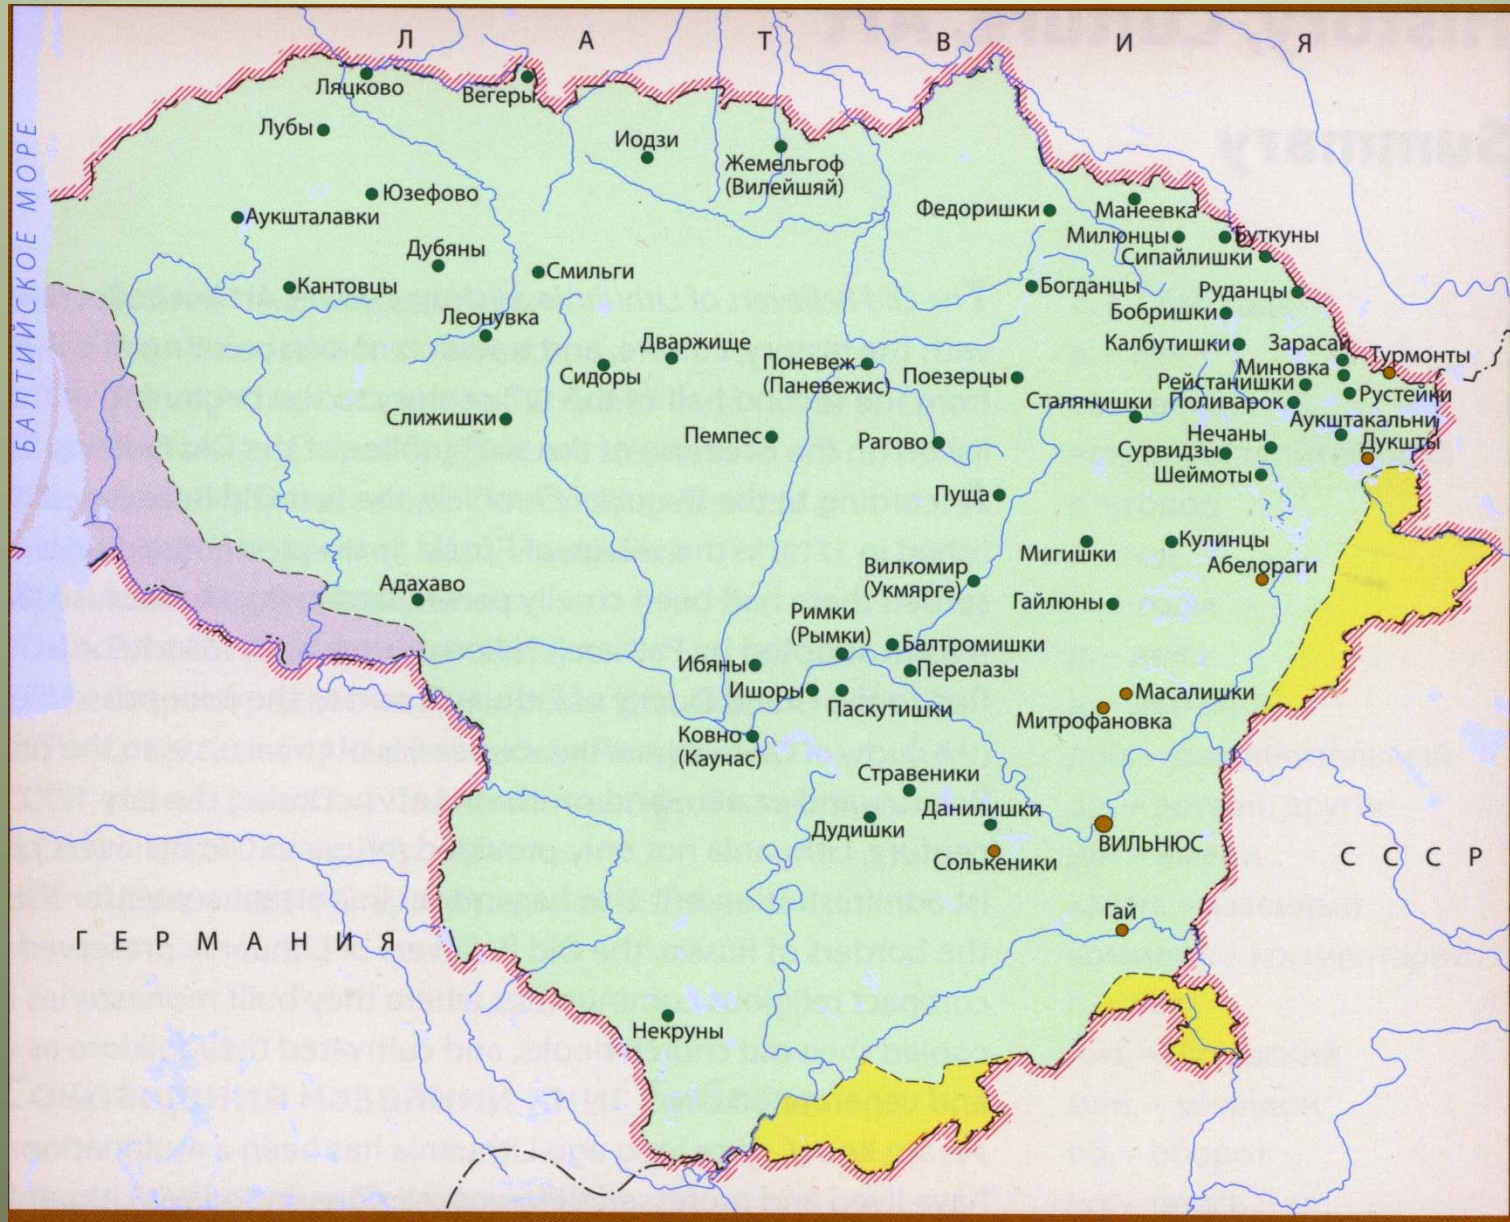 Л А Т В И Я
Ляцково
Вегеры
Лубы
Иодзи
Жемельгоф
(Вилейшяй)
Юзефово
Аукшталавки
Федоришки
Манеевка
Милюнцы
Буткуны
Сипайлишки
Дубяны
Смильги
Кантовцы
Богданцы
Руданцы
Бобришки
Леонувка
Дваржище
Калбутишки
Зарасай
Турмонты
Сидоры
Поневеж
(Паневежис)
Поезерцы
Миновка
Рейстанишки
Рустейки
Сталянишки
Поливарок
Слижишки
Пемпес
Рагово
Аукштакальни
Нечаны
Дукшты
Сурвидзы
Шеймоты
Пуща
БАЛТИЙСКОЕ МОРЕ
Мигишки
Кулинцы
Вилкомир
(Укмярге)
Абелораги
Адахаво
Гайлюны
Римки
(Рымки)
Балтромишки
Ибяны
Перелазы
Ишоры
Масалишки
Паскутишки
Митрофановка
Ковно
(Каунас)
Стравеники
Данилишки
Дудишки
ВИЛЬНЮС
Солькеники
С С С Р
Гай
Г Е Р М А Н И Я
Некруны